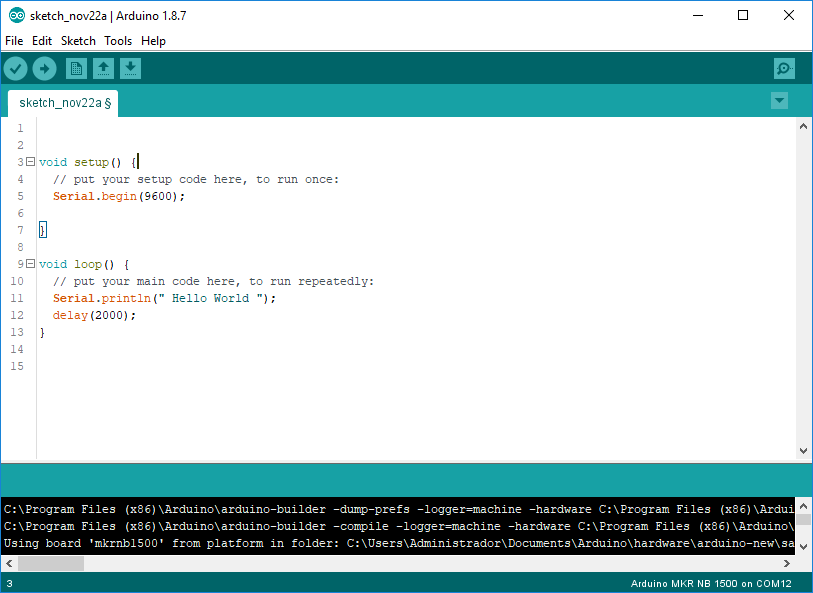 sketch_nov22a | Arduino 1.8.7
File Edit Sketch Tools Help
sketch_nov22a §
1
2
3 void setup() {
4 // put your setup code here, to run once:
5 Serial.begin(9600);
6
7 }
8
9 void loop() {
10 // put your main code here, to run repeatedly:
11 Serial.println(" Hello World ");
12 delay(2000);
13 }
14
15
C:\Program Files (x86)\Arduino\arduino-builder -dump-prefs -logger=machine -hardware C:\Program Files (x86)\Ardui
C:\Program Files (x86)\Arduino\arduino-builder -compile -logger=machine -hardware C:\Program Files (x86)\Arduino\
Using board 'mkrnb1500' from platform in folder: C:\Users\Administrador\Documents\Arduino\hardware\arduino-new\sa
3 Arduino MKR NB 1500 on COM12